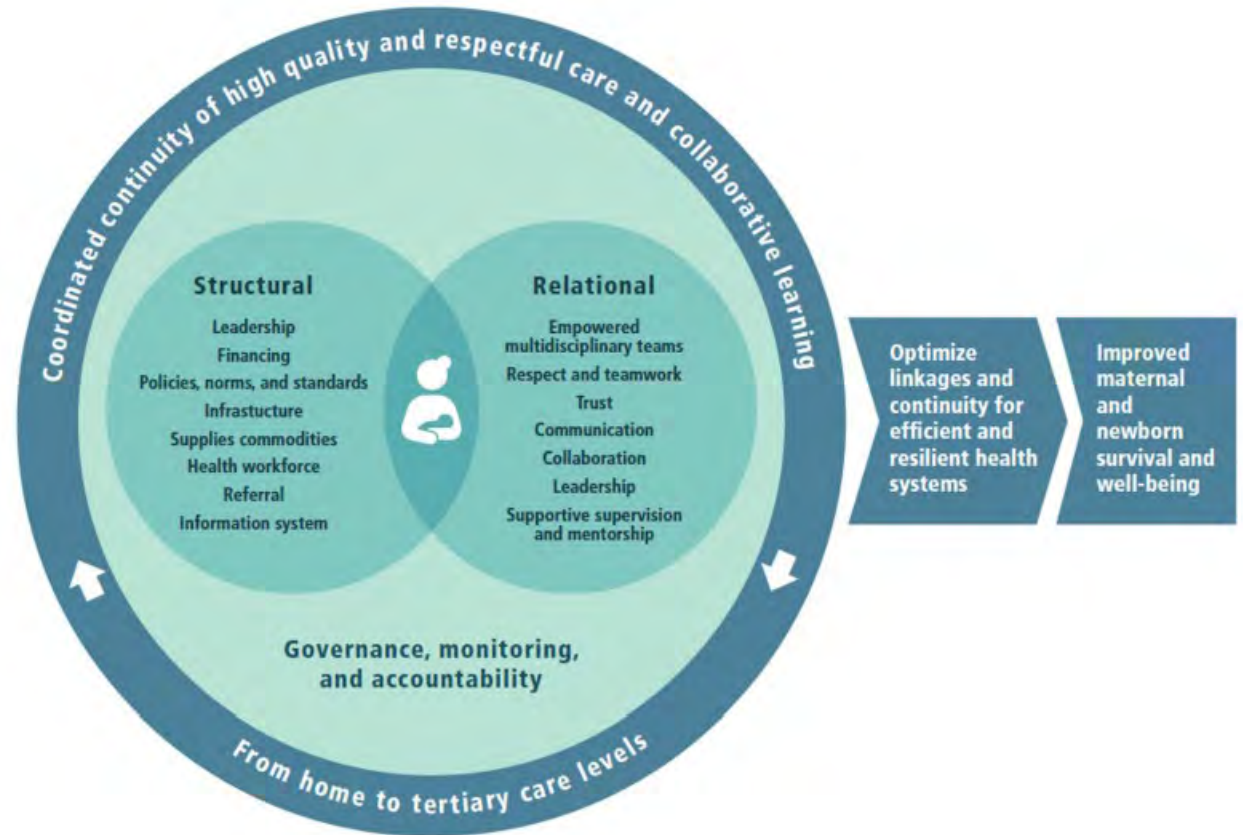 Coordinated continuity of high quality and respectful care and collaborative learning
Structural
Leadership
Financing
Policies, norms, and standards
Infrastucture
Supplies commodities
Health workforce
Referral
Information system
Relational
Empowered
multidisciplinary teams
Respect and teamwork
Trust
Communication
Collaboration
Leadership
Supportive supervision
and mentorship
Governance, monitoring,
and accountability
From home to tertiary care levels
Optimize
linkages and
continuity for
efficient and
resilient health
systems
Improved
maternal
and
newborn
survival and
well-being